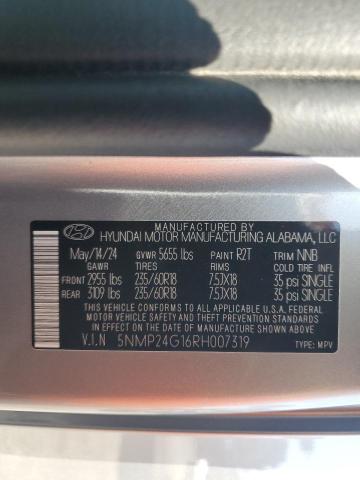 MANUFACTURED BY
HYUNDAI MOTOR MANUFACTURING ALABAMA, LLC
May/14/24 GVWR 5655 lbs PAINT R2T TRIM NNB
GAWR TIRES RIMS COLD TIRE INFL.
FRONT 2955 lbs 235/60R18 7.5JX18 35 psi SINGLE
REAR 3109 lbs 235/60R18 7.5JX18 35 psi SINGLE
THIS VEHICLE CONFORMS TO ALL APPLICABLE U.S.A. FEDERAL
MOTOR VEHICLE SAFETY AND THEFT PREVENTION STANDARDS
IN EFFECT ON THE DATE OF MANUFACTURE SHOWN ABOVE.
V.I.N 5NMP24G16RH007319 TYPE: MPV